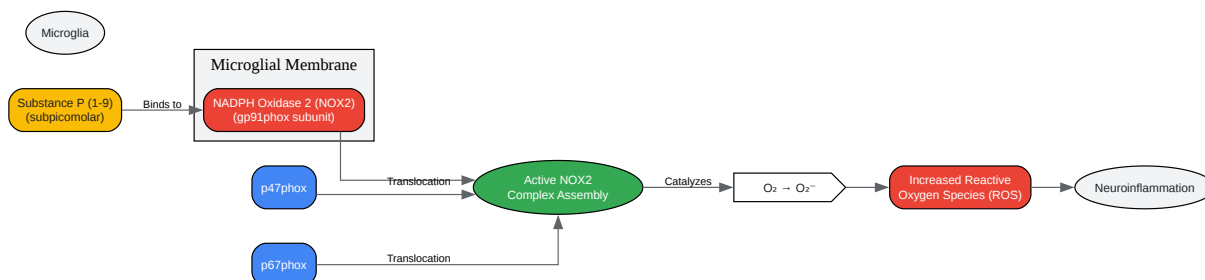 Microglia
Microglial Membrane
Substance P (1-9)
(subpicomolar)
Binds to
NADPH Oxidase 2 (NOX2)
(gp91phox subunit)
p47phox
Translocation
Active NOX2
Complex Assembly
Catalyzes
O₂ → O₂⁻
Increased Reactive
Oxygen Species (ROS)
Neuroinflammation
p67phox
Translocation